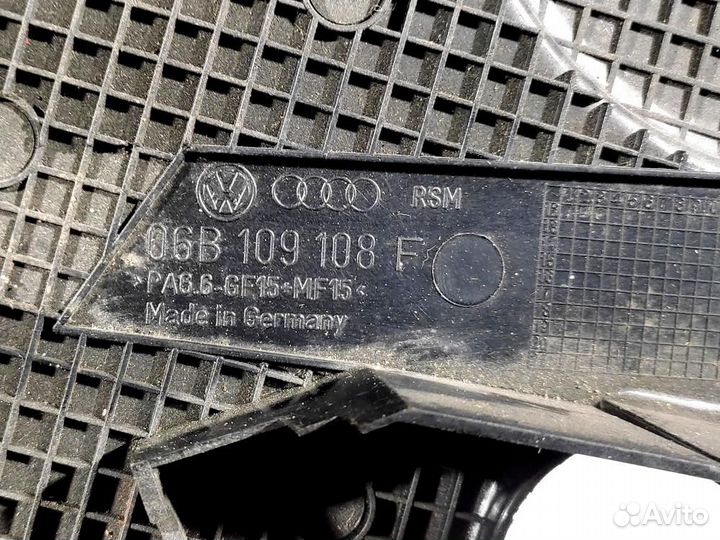 RSM
06B 109 108 F
>PA6.6-GF15+MF15<
Made in Germany
Avito